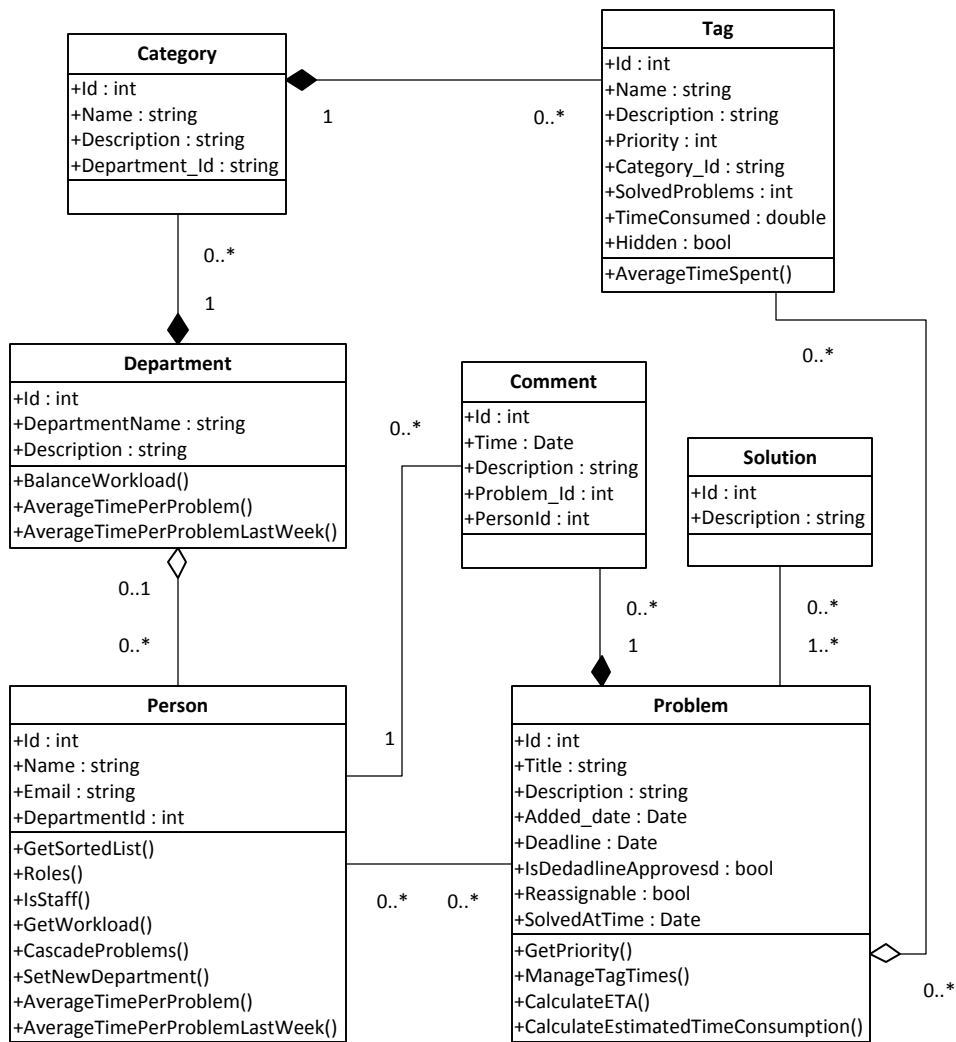 Category
+Id : int
+Name : string
+Description : string
+Department_Id : string
1
0..*
Tag
+Id : int
+Name : string
+Description : string
+Priority : int
+Category_Id : string
+SolvedProblems : int
+TimeConsumed : double
+Hidden : bool
+AverageTimeSpent()
0..*
0..*
1
Department
+Id : int
+DepartmentName : string
+Description : string
+BalanceWorkload()
+AverageTimePerProblem()
+AverageTimePerProblemLastWeek()
0..1
0..*
Comment
+Id : int
+Time : Date
+Description : string
+Problem_Id : int
+PersonId : int
0..*
1
0..*
1
Solution
+Id : int
+Description : string
0..*
1..*
Person
+Id : int
+Name : string
+Email : string
+DepartmentId : int
+GetSortedList()
+Roles()
+IsStaff()
+GetWorkload()
+CascadeProblems()
+SetNewDepartment()
+AverageTimePerProblem()
+AverageTimePerProblemLastWeek()
0..* 0..*
Problem
+Id : int
+Title : string
+Description : string
+Added_date : Date
+Deadline : Date
+IsDedadlineApprovesd : bool
+Reassignable : bool
+SolvedAtTime : Date
+GetPriority()
+ManageTagTimes()
+CalculateETA()
+CalculateEstimatedTimeConsumption()
0..*